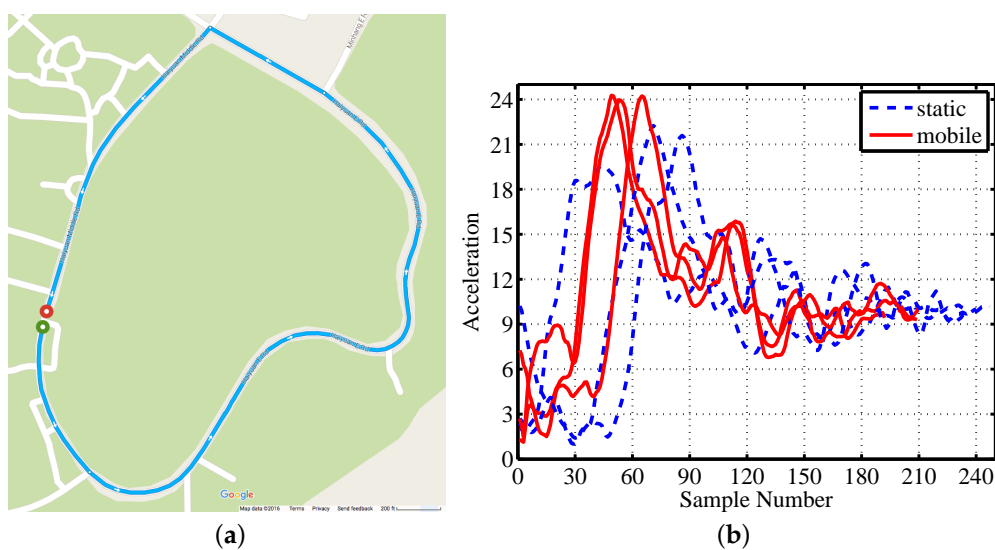 Minhang E R
Google
Map data ©2016 Terms Privacy Send feedback 200 ft
(a)
static
mobile
Acceleration
24
21
18
15
12
9
6
3
0
0 30 60 90 120 150 180 210 240
Sample Number
(b)